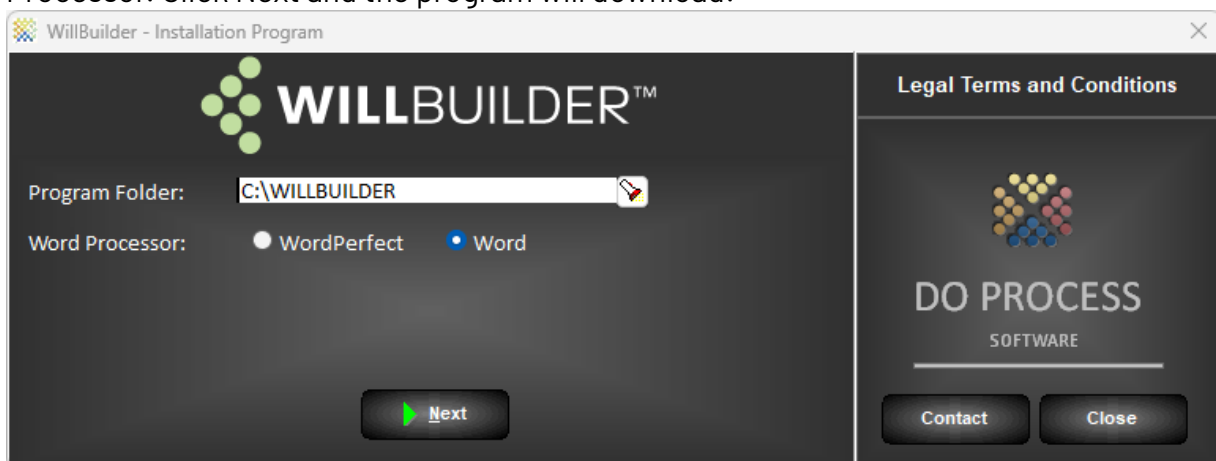 Processor. Click Next and the program will download.
WillBuilder - Installation Program
WILLBUILDER™
Legal Terms and Conditions
Program Folder: C:\WILLBUILDER
Word Processor: WordPerfect Word
DO PROCESS
SOFTWARE
Next
Contact Close